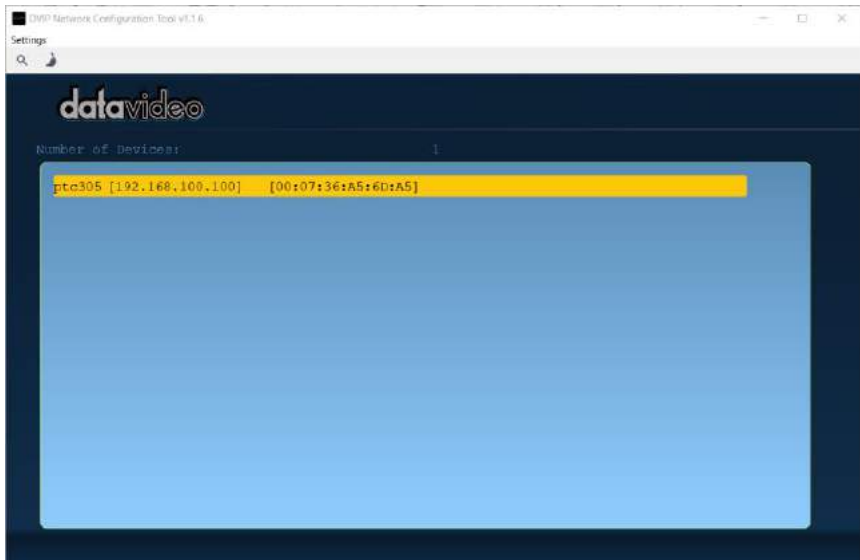 DVIP Network Configuration Tool v1.1.6
Settings
datavideo
Number of Devices: 1
ptc305 [192.168.100.100] [00:07:36:A5:6D:A5]